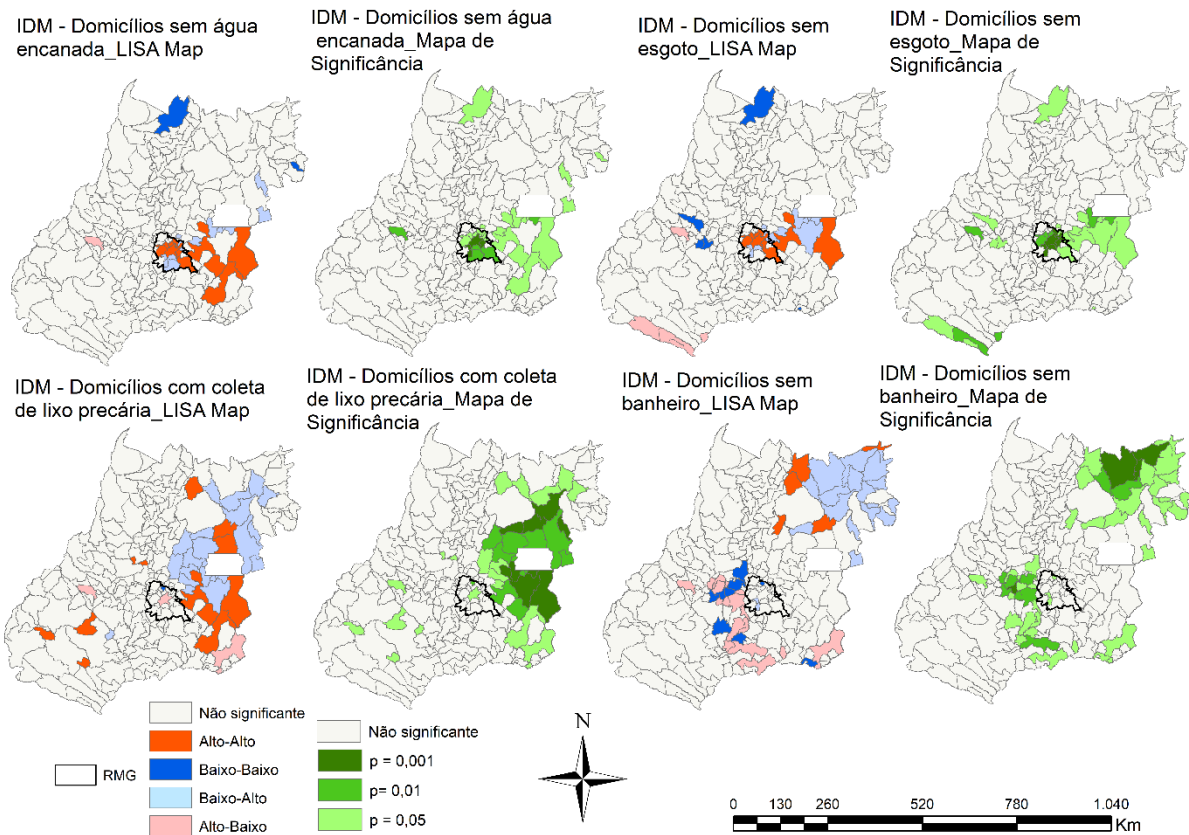 IDM - Domicílios sem água
encanada_LISA Map
IDM - Domicílios sem água
encanada_Mapa de
Significância
IDM - Domicílios sem
esgoto_LISA Map
IDM - Domicílios sem
esgoto_Mapa de
Significância
IDM - Domicílios com coleta
de lixo precária_LISA Map
IDM - Domicílios com coleta
de lixo precária_Mapa de
Significância
IDM - Domicílios sem
banheiro_LISA Map
IDM - Domicílios sem
banheiro_Mapa de
Significância
RMG
Não significante
Alto-Alto
Baixo-Baixo
Baixo-Alto
Alto-Baixo
Não significante
p = 0,001
p= 0,01
p = 0,05
N
0 130 260 520 780 1.040
Km